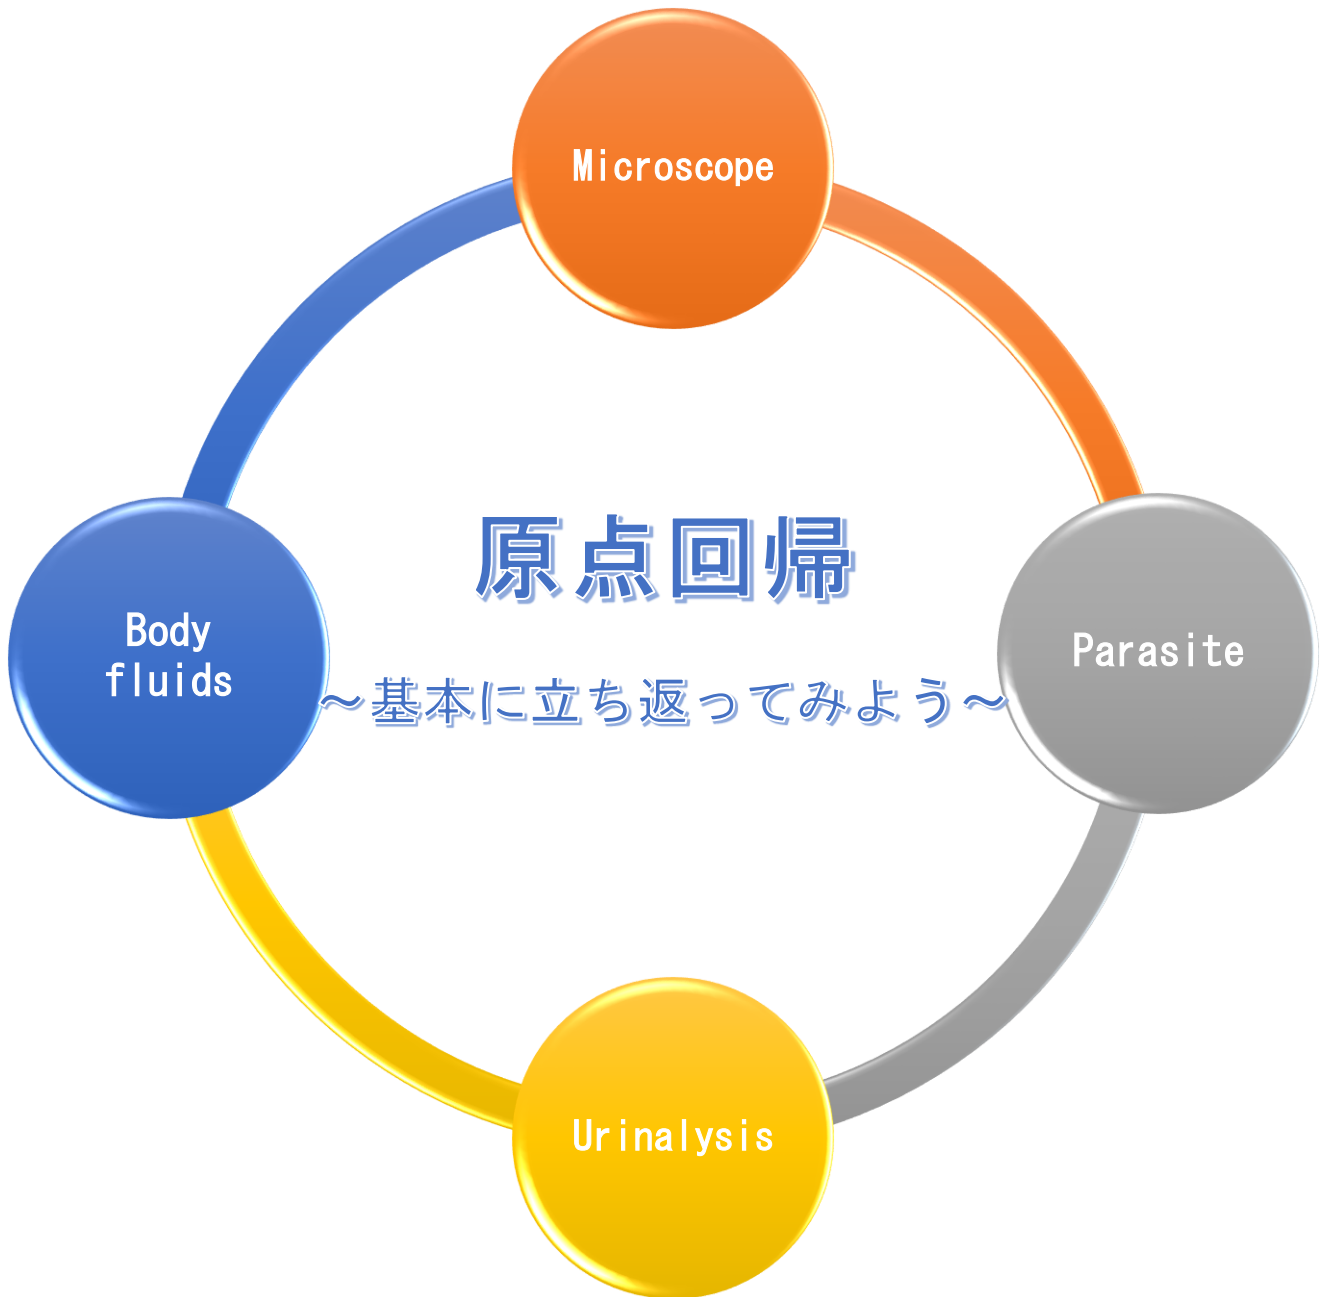 Microscope
原点回帰
Body
fluids
Parasite
～基本に立ち返ってみよう～
Urinalysis